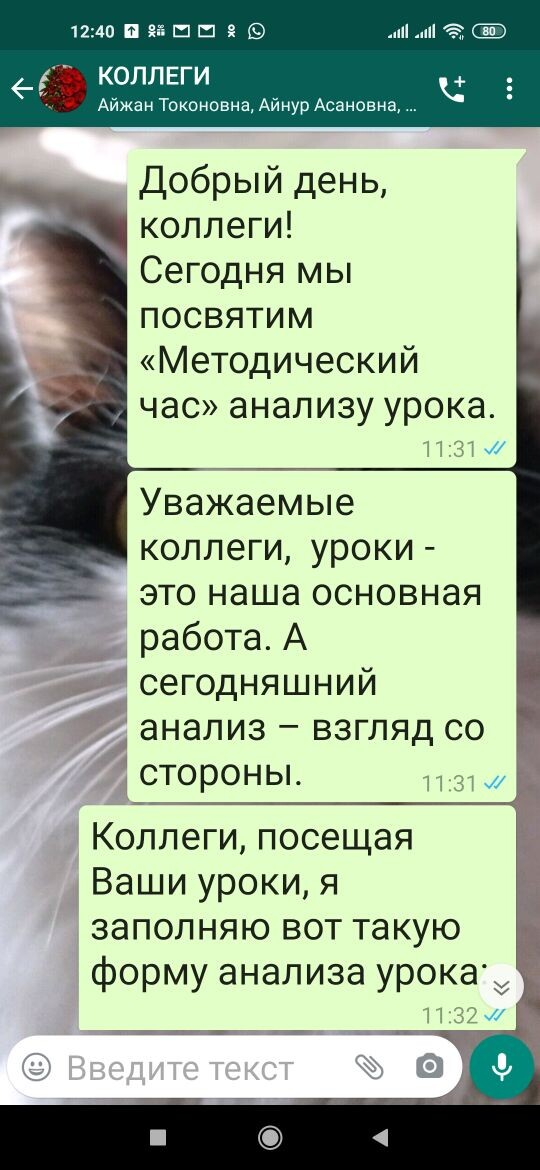 12:40
80
КОЛЛЕГИ
Айжан Токоновна, Айнур Асановна, ...
Добрый день,
коллеги!
Сегодня мы
посвятим
«Методический
час» анализу урока.
11:31
Уважаемые
коллеги,  уроки -
это наша основная
работа. А
сегодняшний
анализ – взгляд со
стороны.
11:31
Коллеги, посещая
Ваши уроки, я
заполняю вот такую
форму анализа урока:
11:32
Введите текст